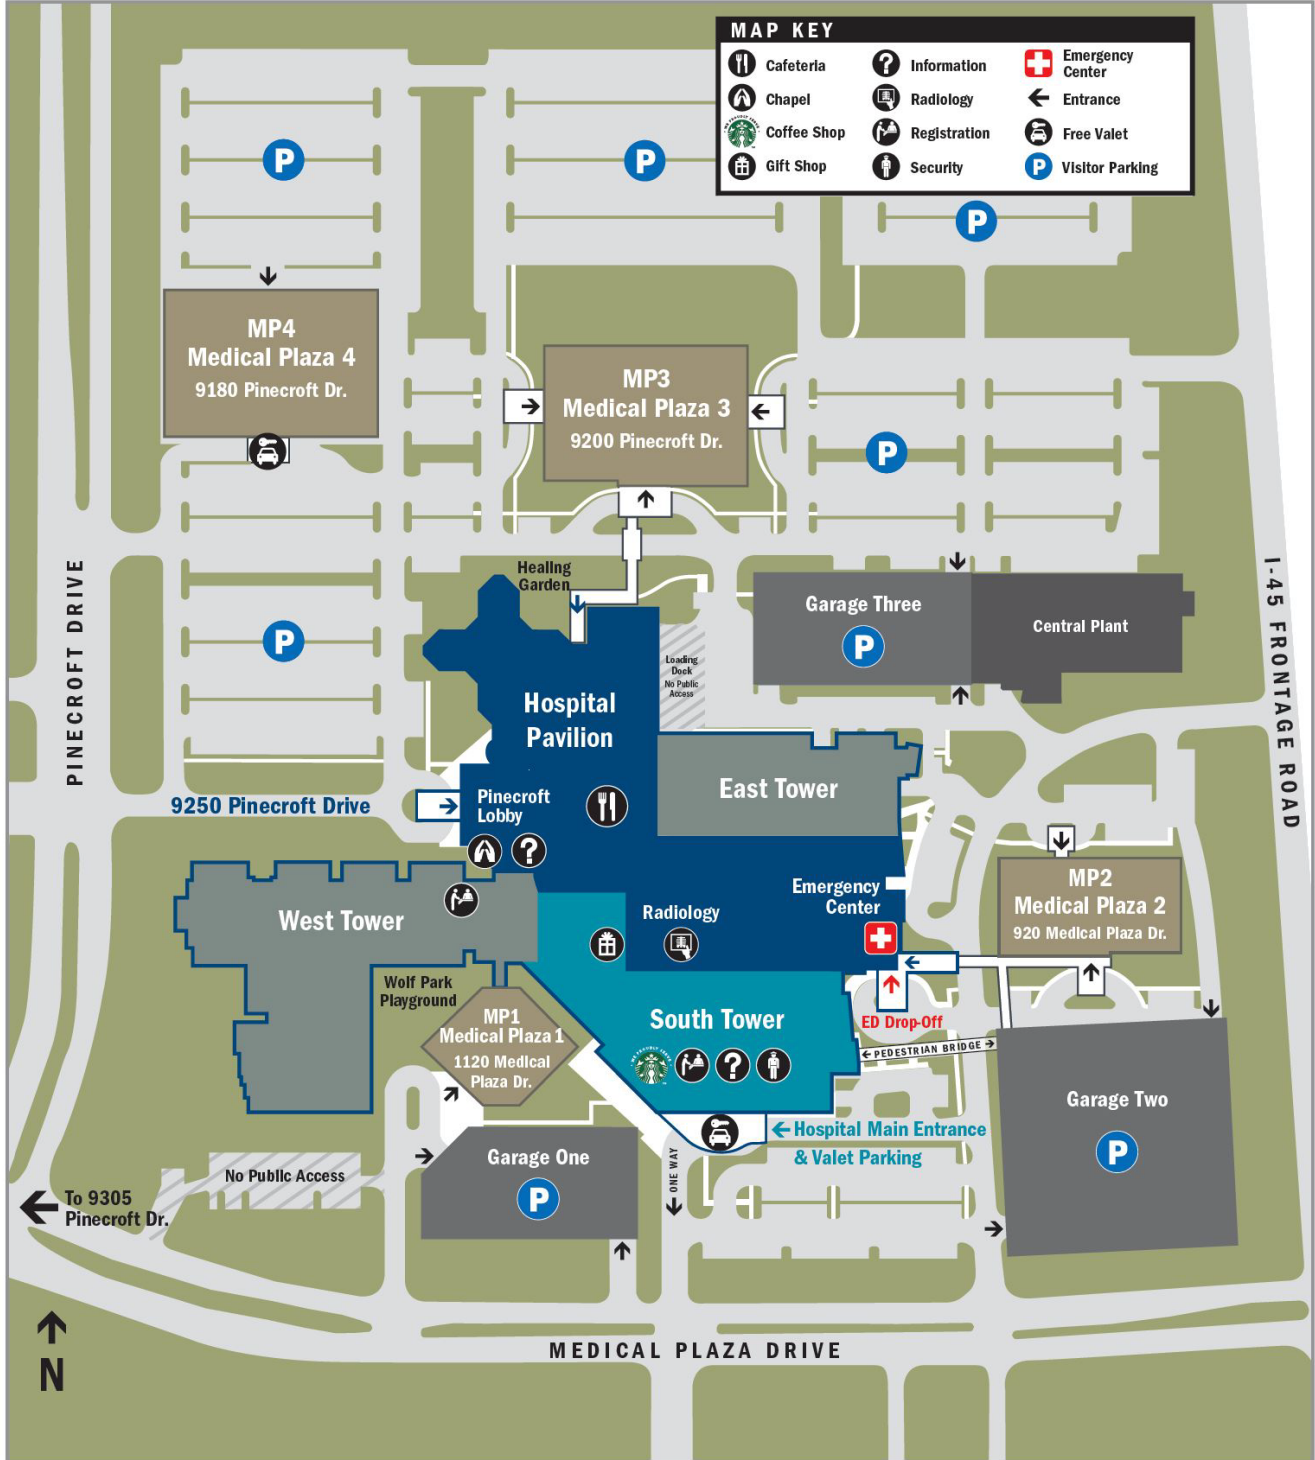 MAP KEY
Cafeteria
Chapel
Coffee Shop
Gift Shop
Information
Radiology
Registration
Security
Emergency
Center
Entrance
Free Valet
Visitor Parking
P
P
P
MP4
Medical Plaza 4
9180 Pinecroft Dr.
MP3
Medical Plaza 3
9200 Pinecroft Dr.
P
PINECROFT DRIVE
I-45 FRONTAGE ROAD
Healing
Garden
P
Garage Three
P
Central Plant
Loading
Dock
No Public
Access
Hospital
Pavilion
East Tower
9250 Pinecroft Drive
Pinecroft
Lobby
West Tower
Radiology
Emergency
Center
MP2
Medical Plaza 2
920 Medical Plaza Dr.
Wolf Park
Playground
MP1
Medical Plaza 1
1120 Medical
Plaza Dr.
South Tower
ED Drop-Off
PEDESTRIAN BRIDGE
Garage Two
P
Hospital Main Entrance
& Valet Parking
Garage One
P
ONE WAY
No Public Access
To 9305
Pinecroft Dr.
N
MEDICAL PLAZA DRIVE